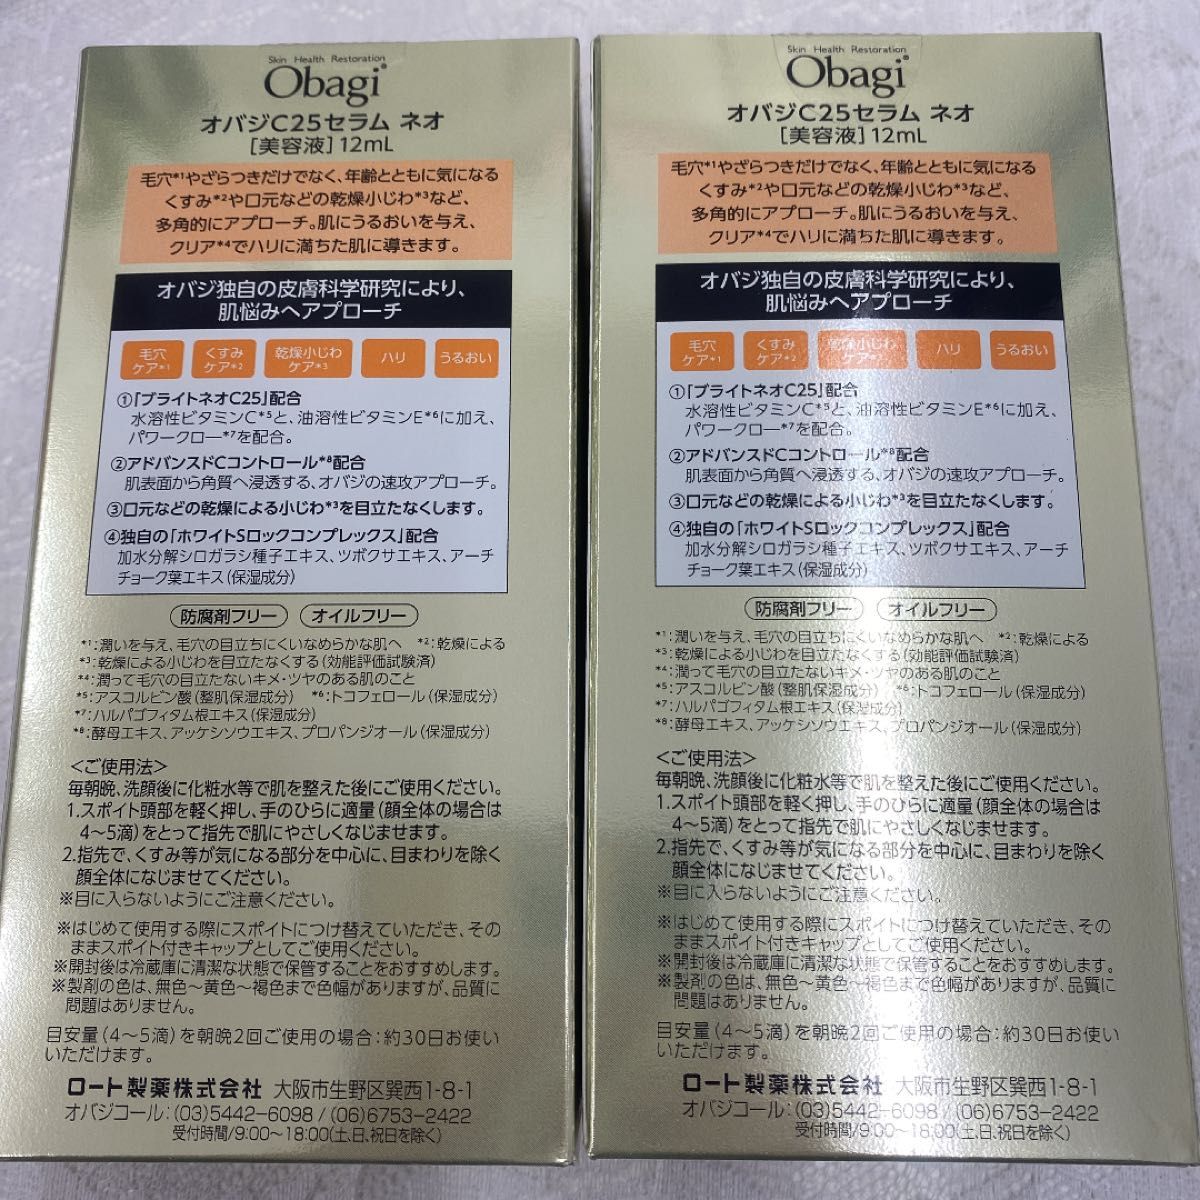 Skin Health Restoration
Obagi®
オバジC25セラム ネオ
[美容液] 12mL
毛穴*1やざらつきだけでなく、年齢とともに気になる
くすみ*2や口元などの乾燥小じわ*3など、
多角的にアプローチ。肌にうるおいを与え、
クリア*4でハリに満ちた肌に導きます。
オバジ独自の皮膚科学研究により、
肌悩みへアプローチ
毛穴
ケア*1
くすみ
ケア*2
乾燥小じわ
ケア*3
ハリ
うるおい
①「ブライトネオC25」配合
水溶性ビタミンC*5と、油溶性ビタミンE*6に加え、
パワークロー*7を配合。
②アドバンスドCコントロール*8配合
肌表面から角質へ浸透する、オバジの速攻アプローチ。
③口元などの乾燥による小じわ*3を目立たなくします。
④独自の「ホワイトSロックコンプレックス」配合
加水分解シロガラシ種子エキス、ツボクサエキス、アーチ
チョーク葉エキス(保湿成分)
防腐剤フリー
オイルフリー
*1:潤いを与え、毛穴の目立ちにくいなめらかな肌へ *2:乾燥による
*3:乾燥による小じわを目立たなくする(効能評価試験済)
*4:潤って毛穴の目立たないキメ・ツヤのある肌のこと
*5:アスコルビン酸(整肌保湿成分) *6:トコフェロール(保湿成分)
*7:ハルパゴフィタム根エキス(保湿成分)
*8:酵母エキス、アッケシソウエキス、プロパンジオール(保湿成分)
<ご使用法>
毎朝晩、洗顔後に化粧水等で肌を整えた後にご使用ください。
1.スポイト頭部を軽く押し、手のひらに適量(顔全体の場合は
4～5滴)をとって指先で肌にやさしくなじませます。
2.指先で、くすみ等が気になる部分を中心に、目まわりを除く
顔全体になじませてください。
※目に入らないようにご注意ください。
※はじめて使用する際にスポイトにつけ替えていただき、その
ままスポイト付きキャップとしてご使用ください。
※開封後は冷蔵庫に清潔な状態で保管することをおすすめします。
※製剤の色は、無色～黄色～褐色まで色幅がありますが、品質に
問題はありません。
目安量(4～5滴)を朝晩2回ご使用の場合:約30日お使い
いただけます。
ロート製薬株式会社 大阪市生野区巽西1-8-1
オバジコール:(03)5442-6098/(06)6753-2422
受付時間/9:00～18:00(土、日、祝日を除く)
Skin Health Restoration
Obagi®
オバジC25セラム ネオ
[美容液] 12mL
毛穴*1やざらつきだけでなく、年齢とともに気になる
くすみ*2や口元などの乾燥小じわ*3など、
多角的にアプローチ。肌にうるおいを与え、
クリア*4でハリに満ちた肌に導きます。
オバジ独自の皮膚科学研究により、
肌悩みへアプローチ
毛穴
ケア*1
くすみ
ケア*2
乾燥小じわ
ケア*3
ハリ
うるおい
①「ブライトネオC25」配合
水溶性ビタミンC*5と、油溶性ビタミンE*6に加え、
パワークロー*7を配合。
②アドバンスドCコントロール*8配合
肌表面から角質へ浸透する、オバジの速攻アプローチ。
③口元などの乾燥による小じわ*3を目立たなくします。
④独自の「ホワイトSロックコンプレックス」配合
加水分解シロガラシ種子エキス、ツボクサエキス、アーチ
チョーク葉エキス(保湿成分)
防腐剤フリー
オイルフリー
*1:潤いを与え、毛穴の目立ちにくいなめらかな肌へ *2:乾燥による
*3:乾燥による小じわを目立たなくする(効能評価試験済)
*4:潤って毛穴の目立たないキメ・ツヤのある肌のこと
*5:アスコルビン酸(整肌保湿成分) *6:トコフェロール(保湿成分)
*7:ハルパゴフィタム根エキス(保湿成分)
*8:酵母エキス、アッケシソウエキス、プロパンジオール(保湿成分)
<ご使用法>
毎朝晩、洗顔後に化粧水等で肌を整えた後にご使用ください。
1.スポイト頭部を軽く押し、手のひらに適量(顔全体の場合は
4～5滴)をとって指先で肌にやさしくなじませます。
2.指先で、くすみ等が気になる部分を中心に、目まわりを除く
顔全体になじませてください。
※目に入らないようにご注意ください。
※はじめて使用する際にスポイトにつけ替えていただき、その
ままスポイト付きキャップとしてご使用ください。
※開封後は冷蔵庫に清潔な状態で保管することをおすすめします。
※製剤の色は、無色～黄色～褐色まで色幅がありますが、品質に
問題はありません。
目安量(4～5滴)を朝晩2回ご使用の場合:約30日お使い
いただけます。
ロート製薬株式会社 大阪市生野区巽西1-8-1
オバジコール:(03)5442-6098/(06)6753-2422
受付時間/9:00～18:00(土、日、祝日を除く)